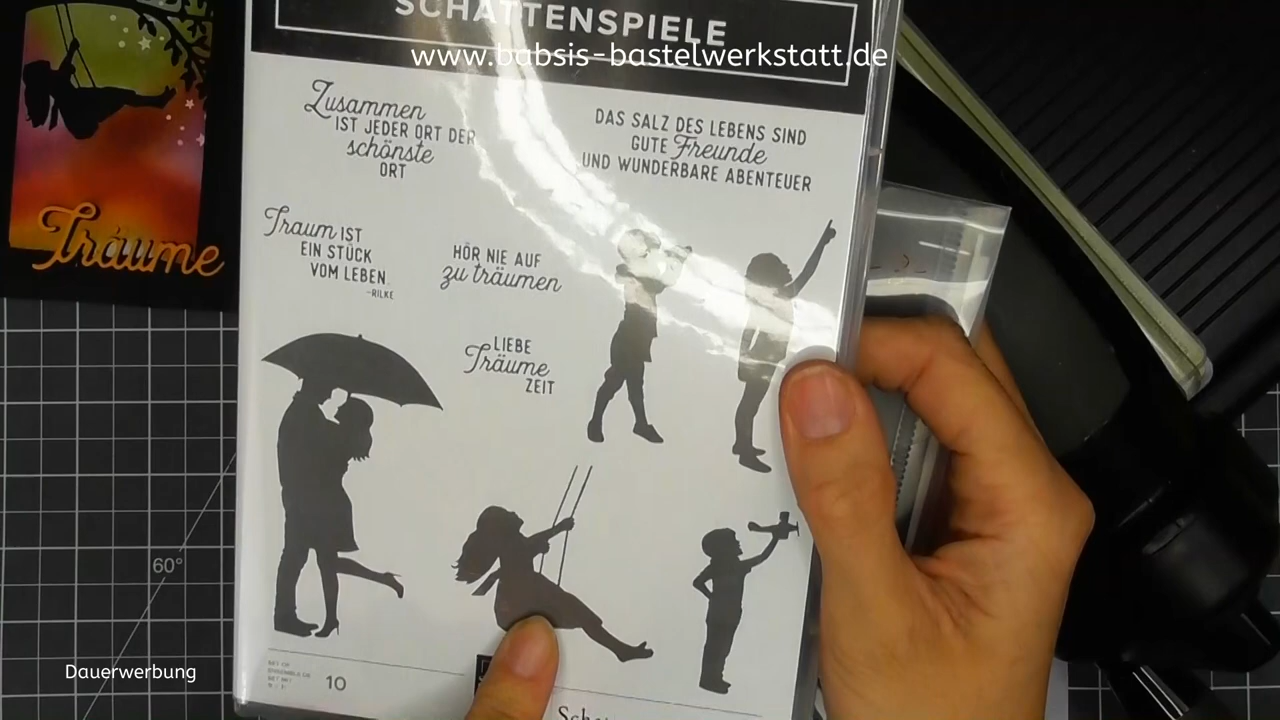 SCHATTENSPIELE
www.babsis-bastelwerkstatt.de
Zusammen
IST JEDER ORT DER
schönste
ORT
DAS SALZ DES LEBENS SIND
GUTE Freunde
UND WUNDERBARE ABENTEUER
Träume
Traum IST
EIN STÜCK
VOM LEBEN
-RILKE
HÖR NIE AUF
zu träumen
LIEBE
Träume
ZEIT
60°
Dauerwerbung
SET OF
10